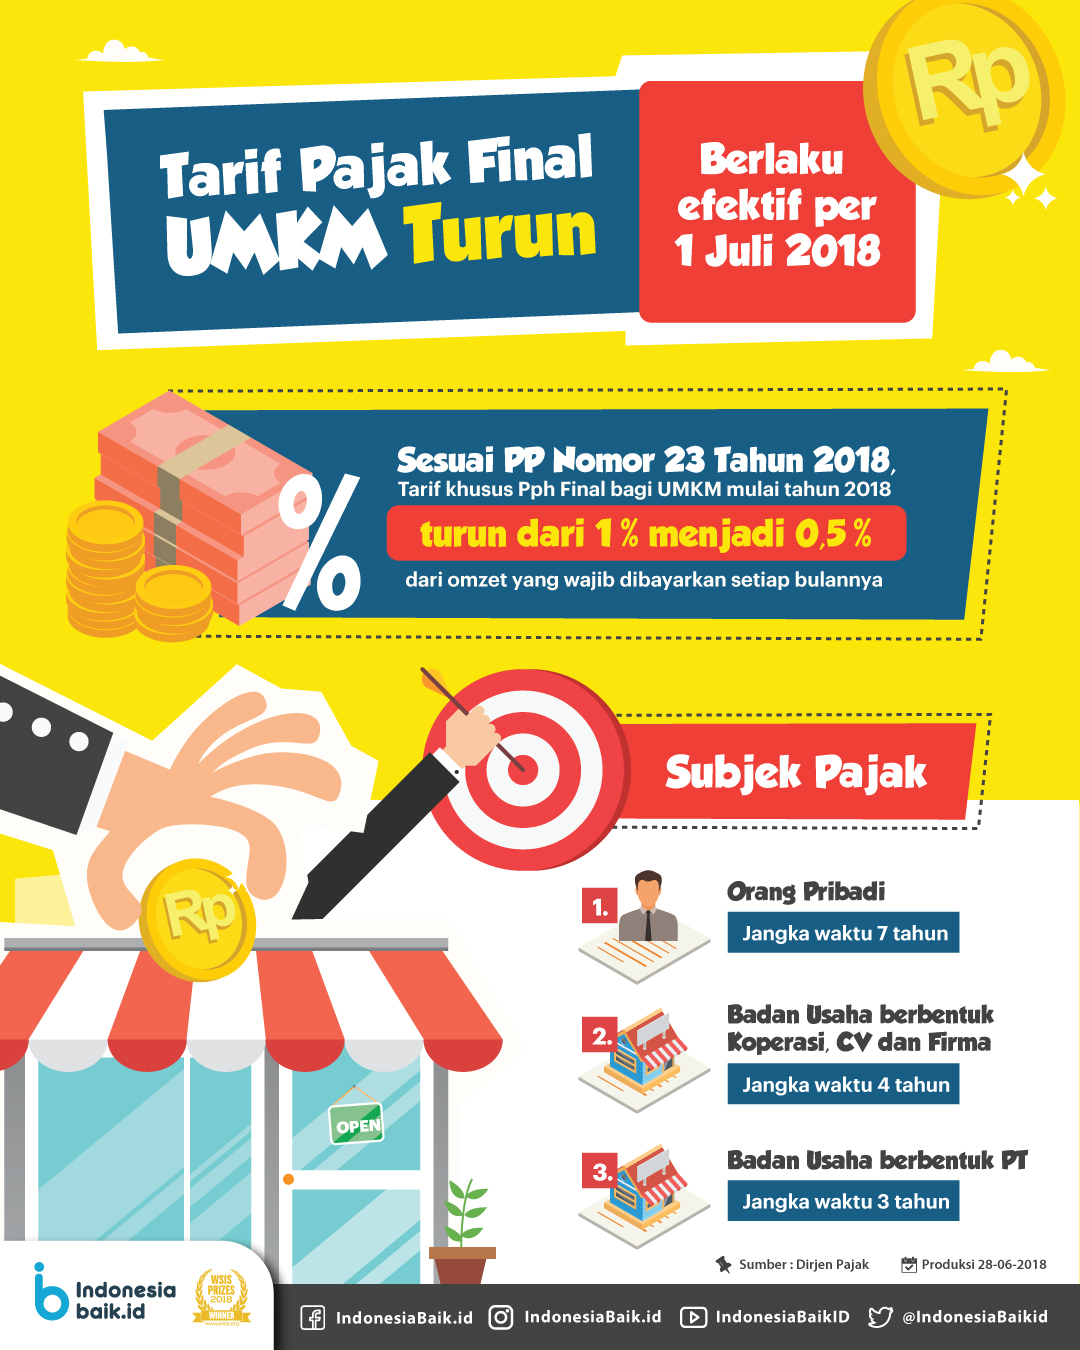 Rp
Tarif Pajak Final
UMKM Turun
Berlaku
efektif per
1 Juli 2018
Sesuai PP Nomor 23 Tahun 2018,
Tarif khusus Pph Final bagi UMKM mulai tahun 2018
turun dari 1 % menjadi 0,5 %
dari omzet yang wajib dibayarkan setiap bulannya
%
Subjek Pajak
Rp
OPEN
1.
Orang Pribadi
Jangka waktu 7 tahun
2.
Badan Usaha berbentuk
Koperasi, CV dan Firma
Jangka waktu 4 tahun
3.
Badan Usaha berbentuk PT
Jangka waktu 3 tahun
Sumber : Dirjen Pajak
Produksi 28-06-2018
Indonesia
baik.id
WSIS
PRIZES
2018
WINNER
www.wsis.org
IndonesiaBaik.id
IndonesiaBaik.id
IndonesiaBaikID
@IndonesiaBaikid